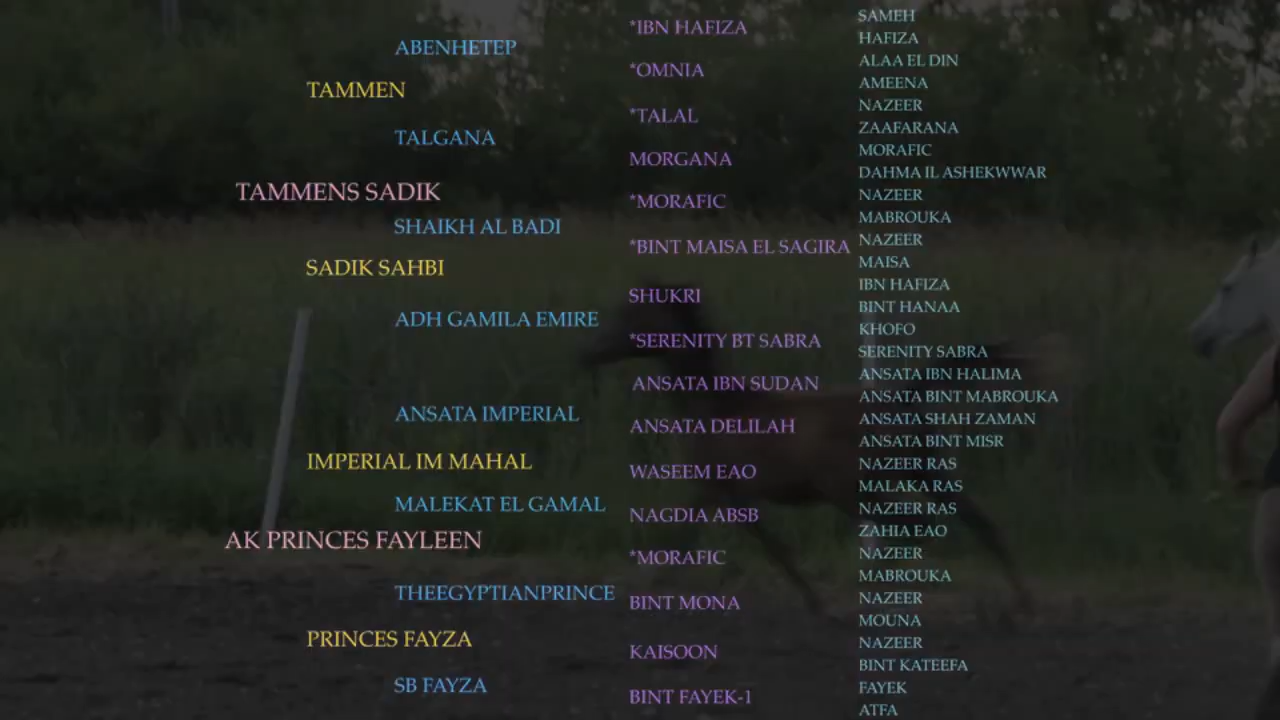 SAMEH
*IBN HAFIZA
HAFIZA
ABENHETEP
ALAA EL DIN
*OMNIA
AMEENA
TAMMEN
NAZEER
*TALAL
ZAAFARANA
TALGANA
MORAFIC
MORGANA
DAHMA IL ASHEKWWAR
TAMMENS SADIK
NAZEER
*MORAFIC
MABROUKA
SHAIKH AL BADI
NAZEER
*BINT MAISA EL SAGIRA
MAISA
SADIK SAHBI
IBN HAFIZA
SHUKRI
BINT HANAA
ADH GAMILA EMIRE
KHOFO
*SERENITY BT SABRA
SERENITY SABRA
ANSATA IBN HALIMA
ANSATA IBN SUDAN
ANSATA BINT MABROUKA
ANSATA IMPERIAL
ANSATA SHAH ZAMAN
ANSATA DELILAH
ANSATA BINT MISR
IMPERIAL IM MAHAL
NAZEER RAS
WASEEM EAO
MALAKA RAS
MALEKAT EL GAMAL
NAZEER RAS
NAGDIA ABSB
ZAHIA EAO
AK PRINCES FAYLEEN
NAZEER
*MORAFIC
MABROUKA
THEEGYPTIANPRINCE
NAZEER
BINT MONA
MOUNA
PRINCES FAYZA
NAZEER
KAISOON
BINT KATEEFA
SB FAYZA
FAYEK
BINT FAYEK-1
ATFA